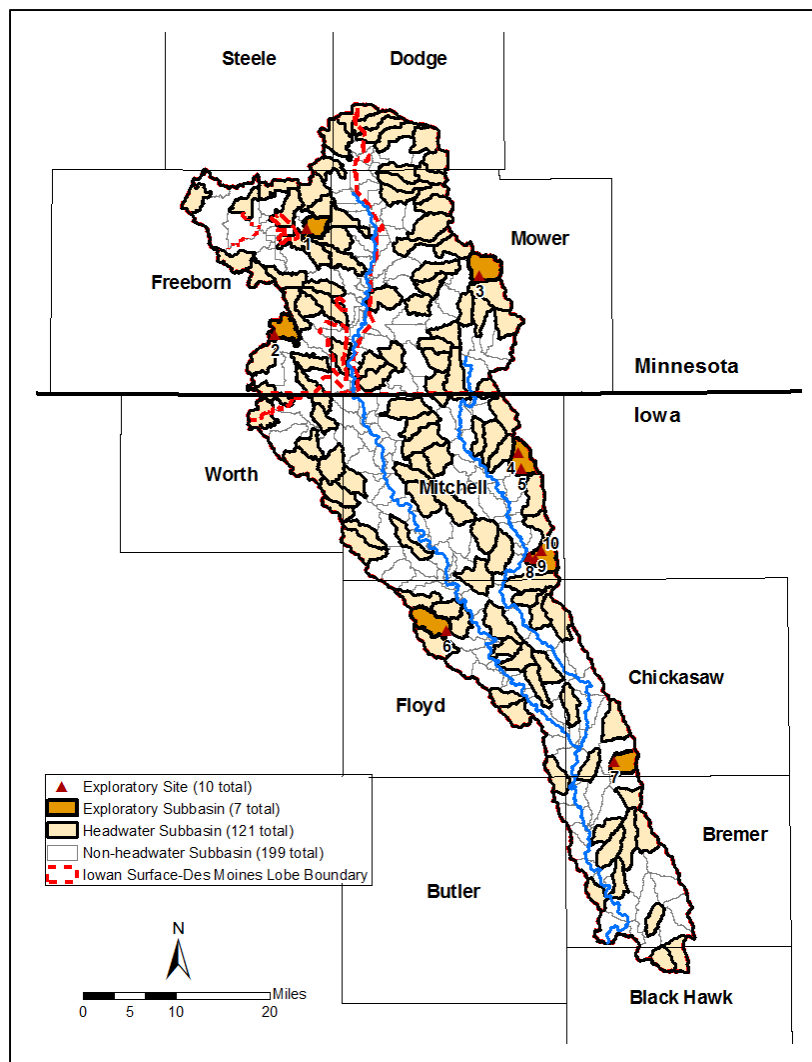 Steele
Dodge
Mower
1
Freeborn
3
2
Minnesota
Iowa
Worth
4
Mitchell
5
10
8
9
6
Chickasaw
Floyd
7
Exploratory Site (10 total)
Exploratory Subbasin (7 total)
Headwater Subbasin (121 total)
Non-headwater Subbasin (199 total)
Iowan Surface-Des Moines Lobe Boundary
Bremer
Butler
N
Miles
0 5 10 20
Black Hawk